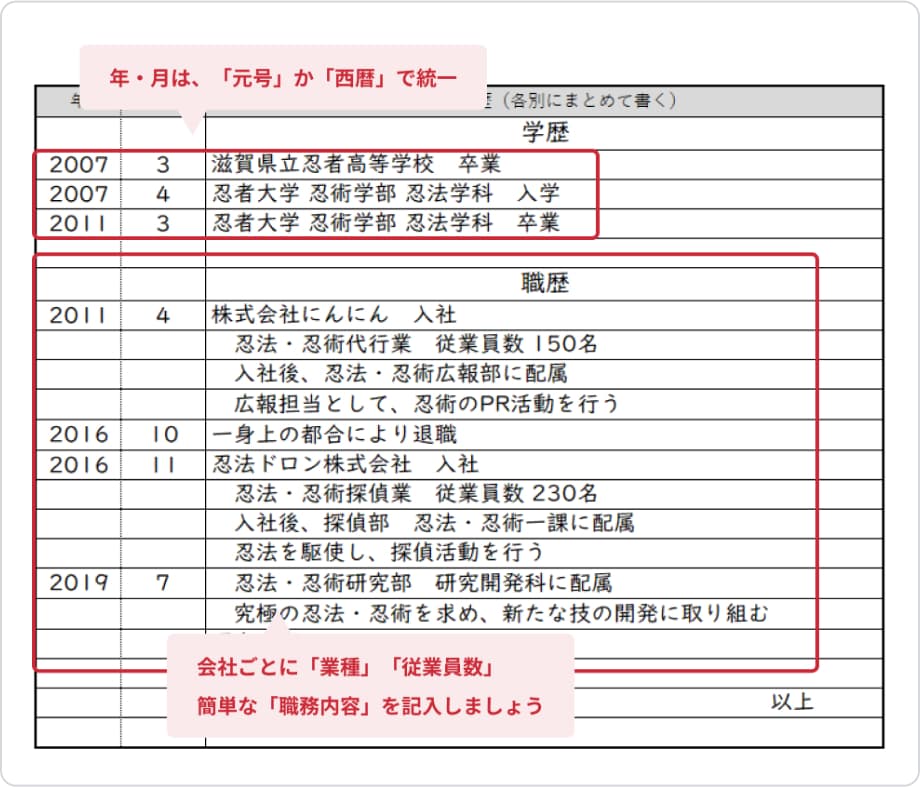 年・月は、「元号」か「西暦」で統一
（各別にまとめて書く）
学歴
2007 3 滋賀県立忍者高等学校　卒業
2007 4 忍者大学 忍術学部 忍法学科　入学
2011 3 忍者大学 忍術学部 忍法学科　卒業
職歴
2011 4 株式会社にんにん　入社
忍法・忍術代行業　従業員数 150名
入社後、忍法・忍術広報部に配属
広報担当として、忍術のPR活動を行う
2016 10 一身上の都合により退職
2016 11 忍法ドロン株式会社　入社
忍法・忍術探偵業　従業員数 230名
入社後、探偵部　忍法・忍術一課に配属
忍法を駆使し、探偵活動を行う
2019 7 忍法・忍術研究部　研究開発科に配属
究極の忍法・忍術を求め、新たな技の開発に取り組む
会社ごとに「業種」「従業員数」
簡単な「職務内容」を記入しましょう
以上